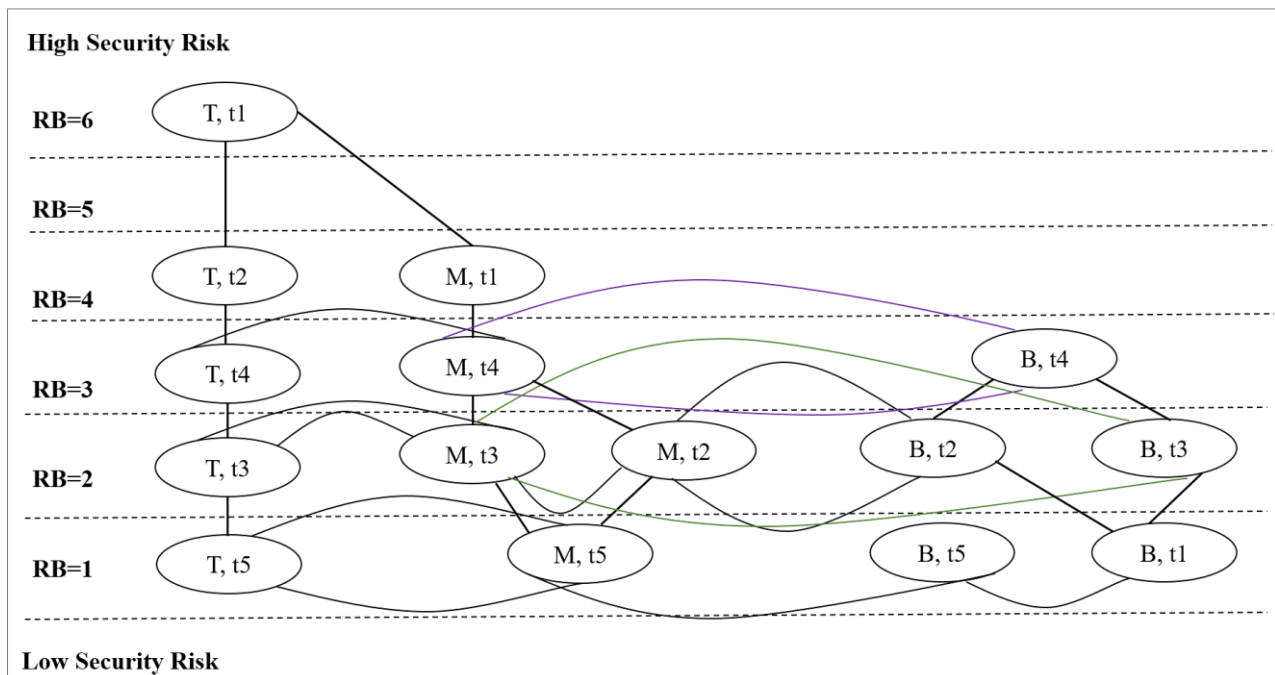 High Security Risk
RB=6
T, t1
RB=5
RB=4
T, t2
M, t1
RB=3
T, t4
M, t4
B, t4
RB=2
T, t3
M, t3
M, t2
B, t2
B, t3
RB=1
T, t5
M, t5
B, t5
B, t1
Low Security Risk